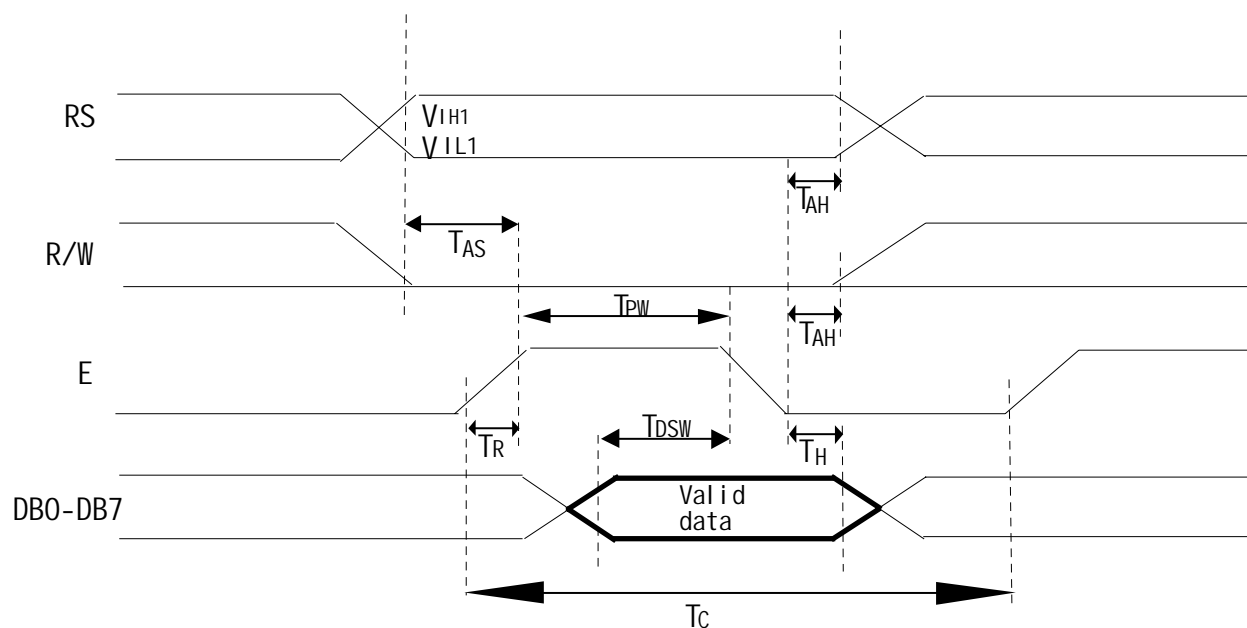 RS
VIH1
VIL1
TAH
TAS
R/W
TPW
TAH
E
TR
TDSW
TH
DB0-DB7
Valid
data
TC